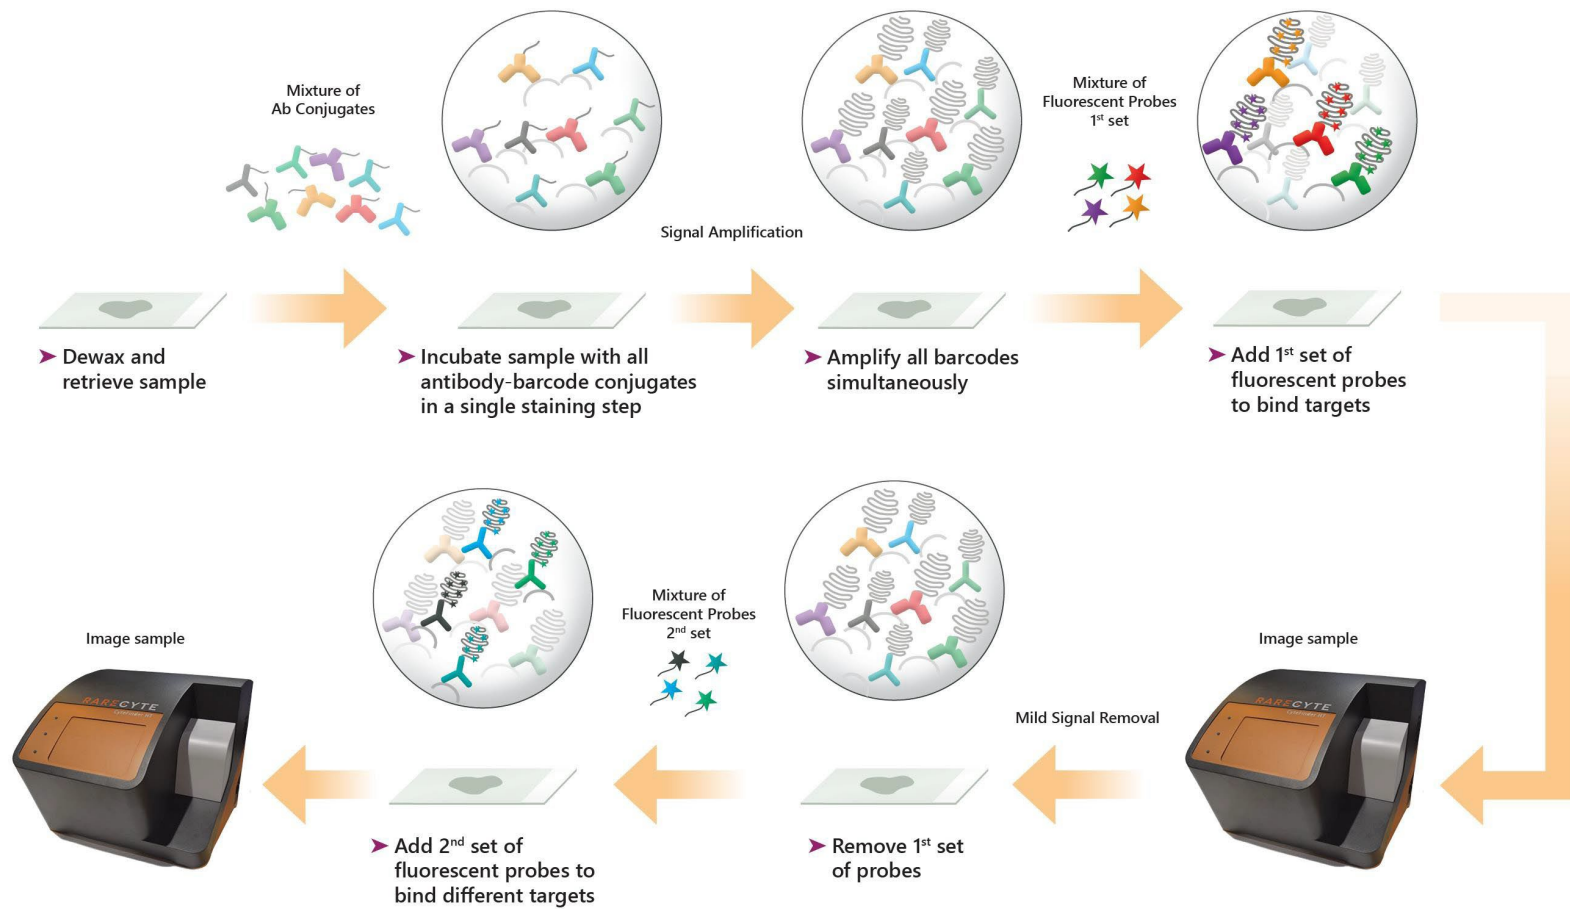 Mixture of
Ab Conjugates
Signal Amplification
Mixture of
Fluorescent Probes
1st set
➤ Dewax and
retrieve sample
➤ Incubate sample with all
antibody-barcode conjugates
in a single staining step
➤ Amplify all barcodes
simultaneously
➤ Add 1st set of
fluorescent probes
to bind targets
Image sample
RARECYTE
Mild Signal Removal
➤ Remove 1st set
of probes
Mixture of
Fluorescent Probes
2nd set
➤ Add 2nd set of
fluorescent probes to
bind different targets
Image sample
RARECYTE